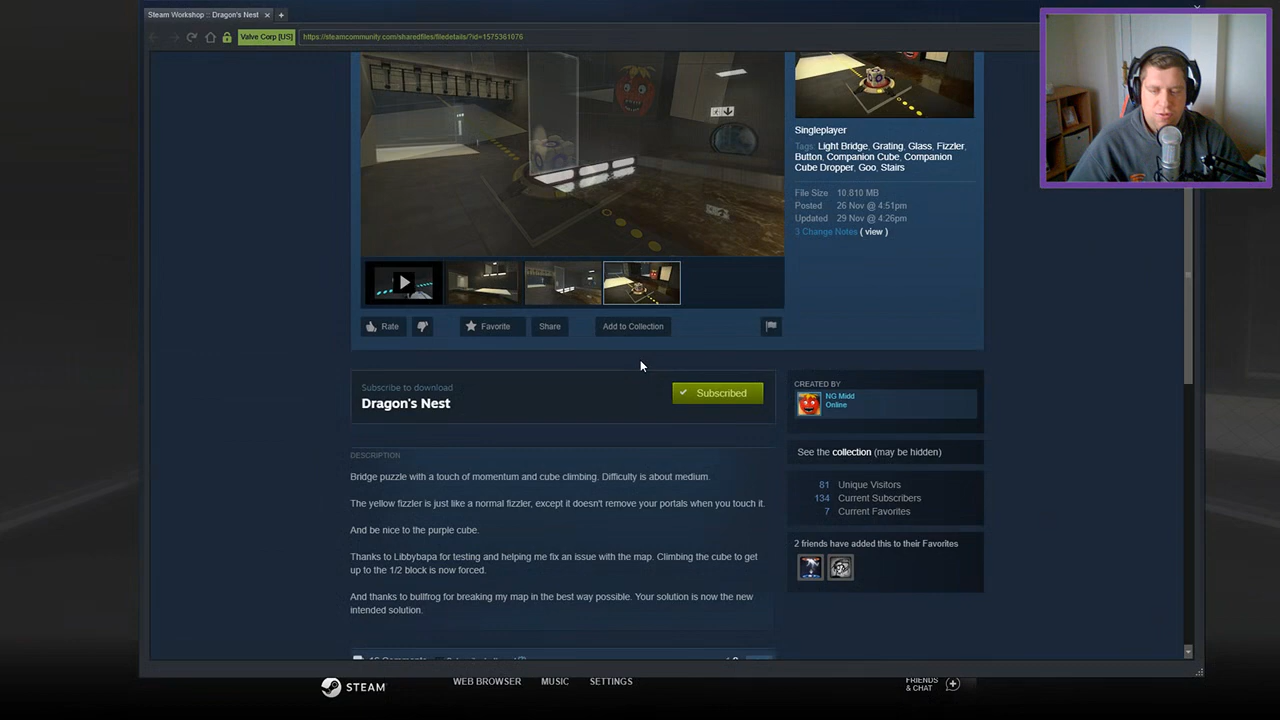 Steam Workshop :: Dragon's Nest
Valve Corp [US]
https://steamcommunity.com/sharedfiles/filedetails/?id=1575361076
Singleplayer
Tags: Light Bridge, Grating, Glass, Fizzler,
Button, Companion Cube, Companion
Cube Dropper, Goo, Stairs
File Size 10.810 MB
Posted 26 Nov @ 4:51pm
Updated 29 Nov @ 4:26pm
3 Change Notes ( view )
Rate
Favorite
Share
Add to Collection
Subscribe to download
Dragon's Nest
Subscribed
CREATED BY
NG Midd
Online
See the collection (may be hidden)
81 Unique Visitors
134 Current Subscribers
7 Current Favorites
2 friends have added this to their Favorites
DESCRIPTION
Bridge puzzle with a touch of momentum and cube climbing. Difficulty is about medium.
The yellow fizzler is just like a normal fizzler, except it doesn't remove your portals when you touch it.
And be nice to the purple cube.
Thanks to Libbybapa for testing and helping me fix an issue with the map. Climbing the cube to get
up to the 1/2 block is now forced.
And thanks to bullfrog for breaking my map in the best way possible. Your solution is now the new
intended solution.
STEAM
WEB BROWSER
MUSIC
SETTINGS
FRIENDS
& CHAT